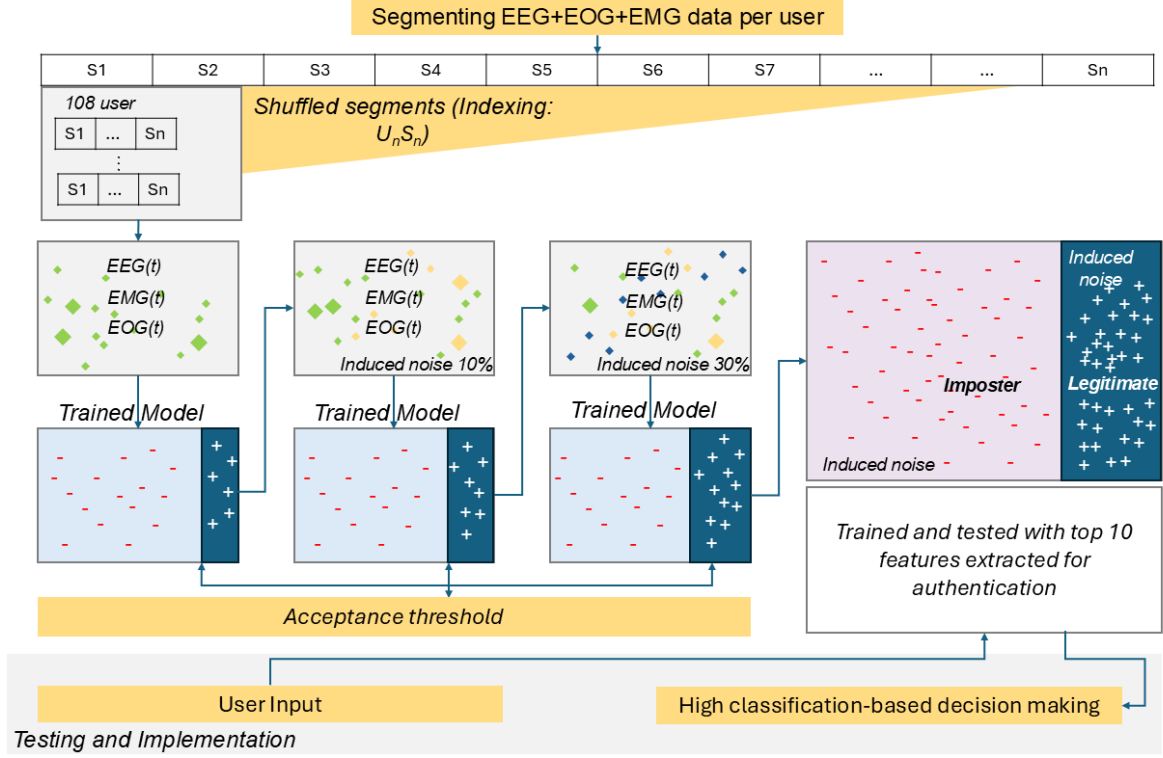 Segmenting EEG+EOG+EMG data per user
S1 S2 S3 S4 S5 S6 S7 ... ... Sn
108 user
S1 ... Sn
⋮
S1 ... Sn
Shuffled segments (Indexing:
UnSn)
EEG(t)
EMG(t)
EOG(t)
EEG(t)
EMG(t)
EOG(t)
Induced noise 10%
EEG(t)
EMG(t)
EOG(t)
Induced noise 30%
Trained Model
Trained Model
Trained Model
Induced
noise
Imposter
Legitimate
Induced noise
Acceptance threshold
Trained and tested with top 10
features extracted for
authentication
User Input
High classification-based decision making
Testing and Implementation